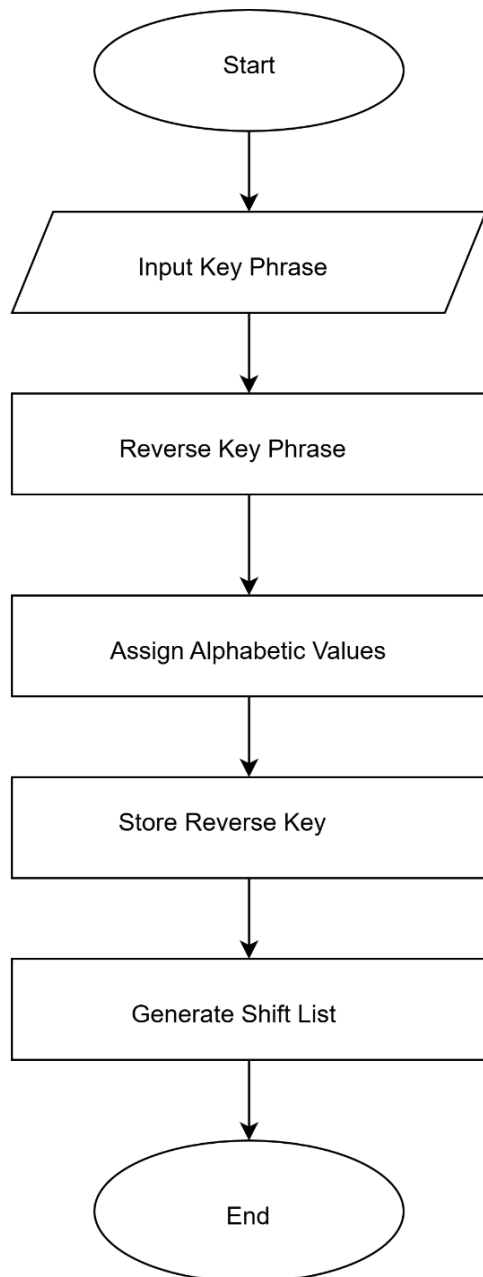 Start
Input Key Phrase
Reverse Key Phrase
Assign Alphabetic Values
Store Reverse Key
Generate Shift List
End